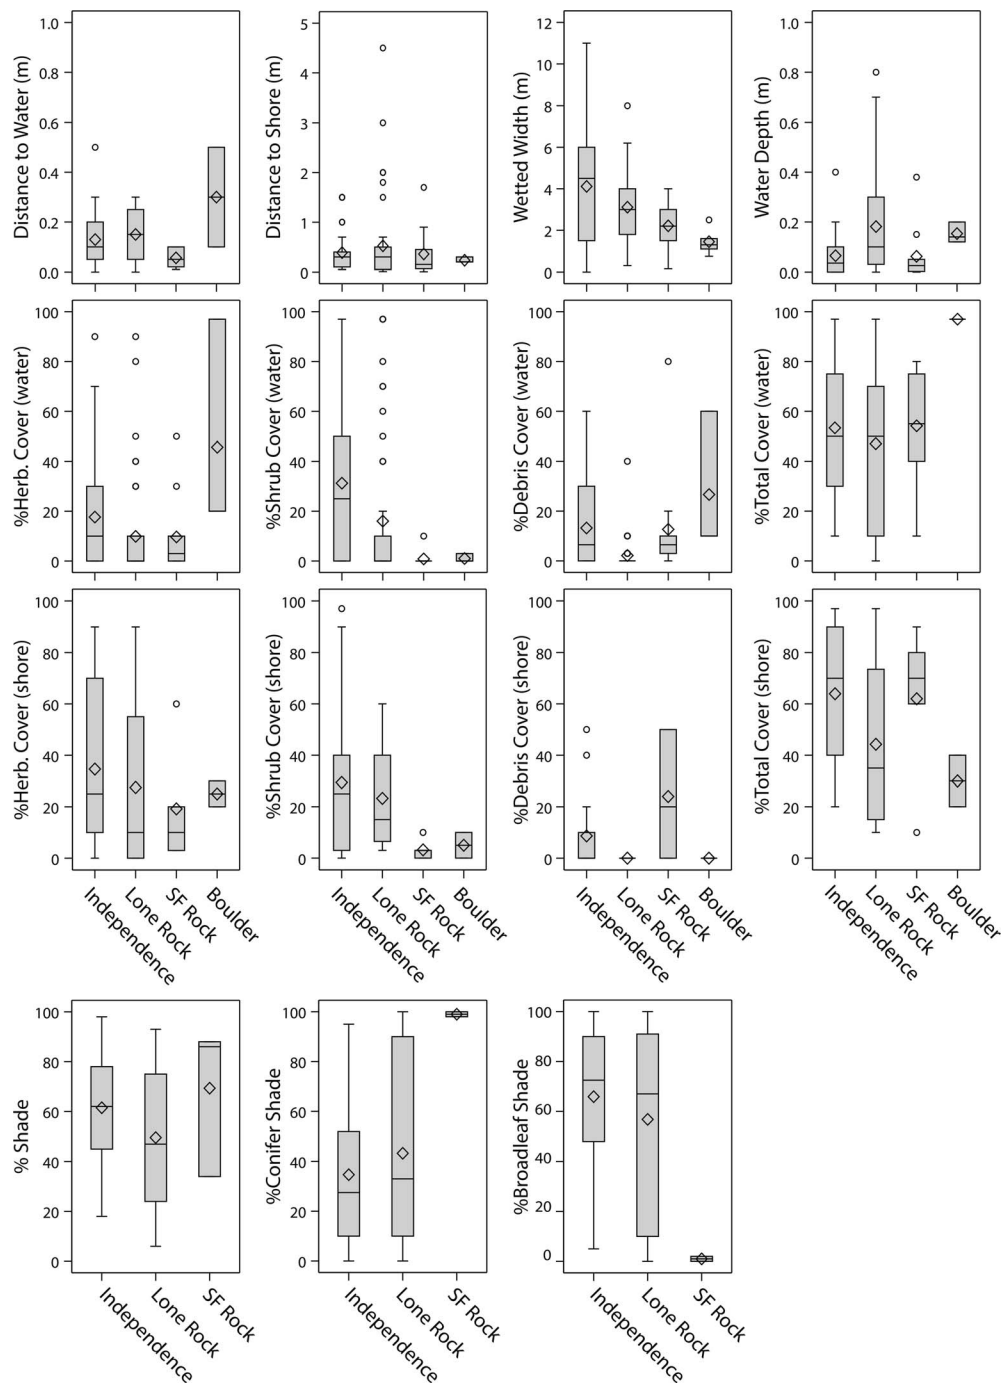 Distance to Water (m)
1.0
0.8
0.6
0.4
0.2
0.0
Distance to Shore (m)
5
4
3
2
1
0
Wetted Width (m)
12
10
8
6
4
2
0
Water Depth (m)
1.0
0.8
0.6
0.4
0.2
0.0
%Herb. Cover (water)
100
80
60
40
20
0
%Shrub Cover (water)
100
80
60
40
20
0
%Debris Cover (water)
100
80
60
40
20
0
%Total Cover (water)
100
80
60
40
20
0
%Herb. Cover (shore)
100
80
60
40
20
0
Independence
Lone Rock
SF Rock
Boulder
%Shrub Cover (shore)
100
80
60
40
20
0
Independence
Lone Rock
SF Rock
Boulder
%Debris Cover (shore)
100
80
60
40
20
0
Independence
Lone Rock
SF Rock
Boulder
%Total Cover (shore)
100
80
60
40
20
0
Independence
Lone Rock
SF Rock
Boulder
% Shade
100
80
60
40
20
0
Independence
Lone Rock
SF Rock
%Conifer Shade
100
80
60
40
20
0
Independence
Lone Rock
SF Rock
%Broadleaf Shade
100
80
60
40
20
0
Independence
Lone Rock
SF Rock